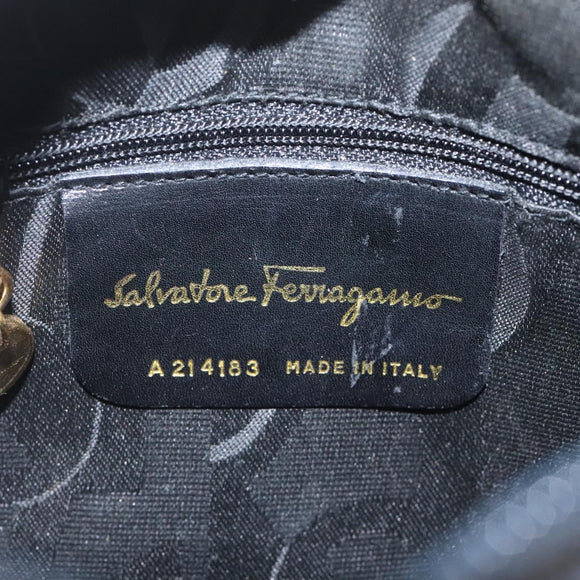 Salvatore Ferragamo
A 214183 MADE IN ITALY